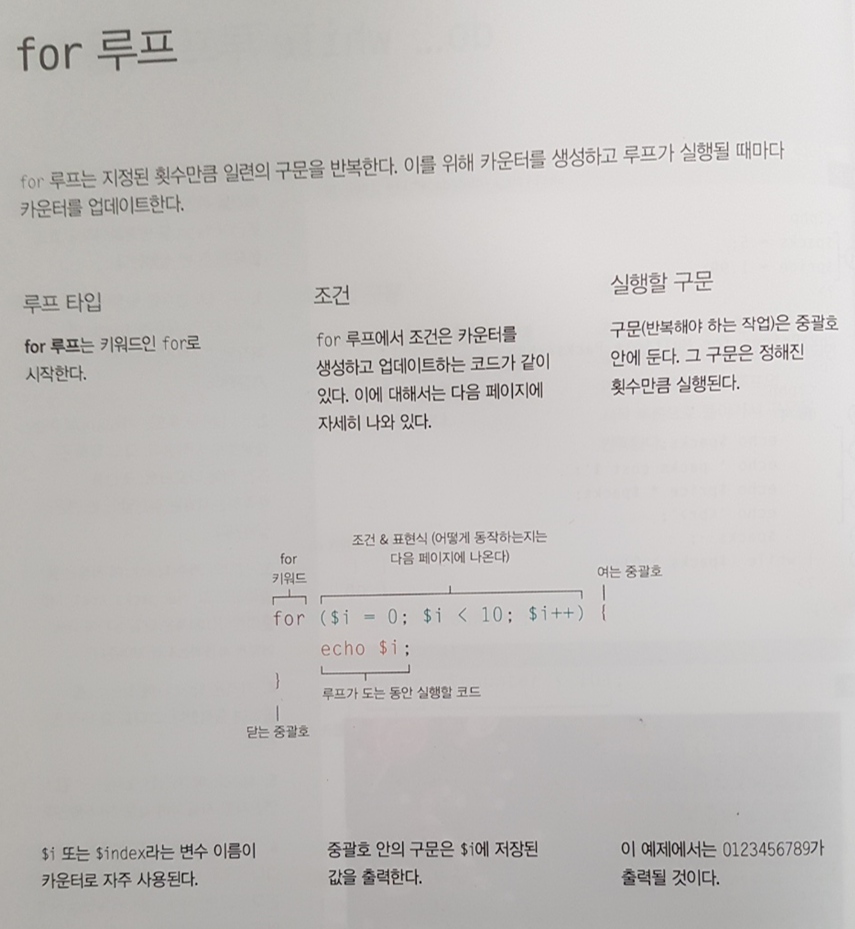 for 루프
for 루프는 지정된 횟수만큼 일련의 구문을 반복한다. 이를 위해 카운터를 생성하고 루프가 실행될 때마다
카운터를 업데이트한다.
루프 타입
for 루프는 키워드인 for로
시작한다.
조건
for 루프에서 조건은 카운터를
생성하고 업데이트하는 코드가 같이
있다. 이에 대해서는 다음 페이지에
자세히 나와 있다.
실행할 구문
구문(반복해야 하는 작업)은 중괄호
안에 둔다. 그 구문은 정해진
횟수만큼 실행된다.
조건 & 표현식 (어떻게 동작하는지는
다음 페이지에 나온다)
for
키워드
여는 중괄호
for ($i = 0; $i < 10; $i++) {
echo $i;
}
루프가 도는 동안 실행할 코드
닫는 중괄호
$i 또는 $index라는 변수 이름이
카운터로 자주 사용된다.
중괄호 안의 구문은 $i에 저장된
값을 출력한다.
이 예제에서는 0123456789가
출력될 것이다.